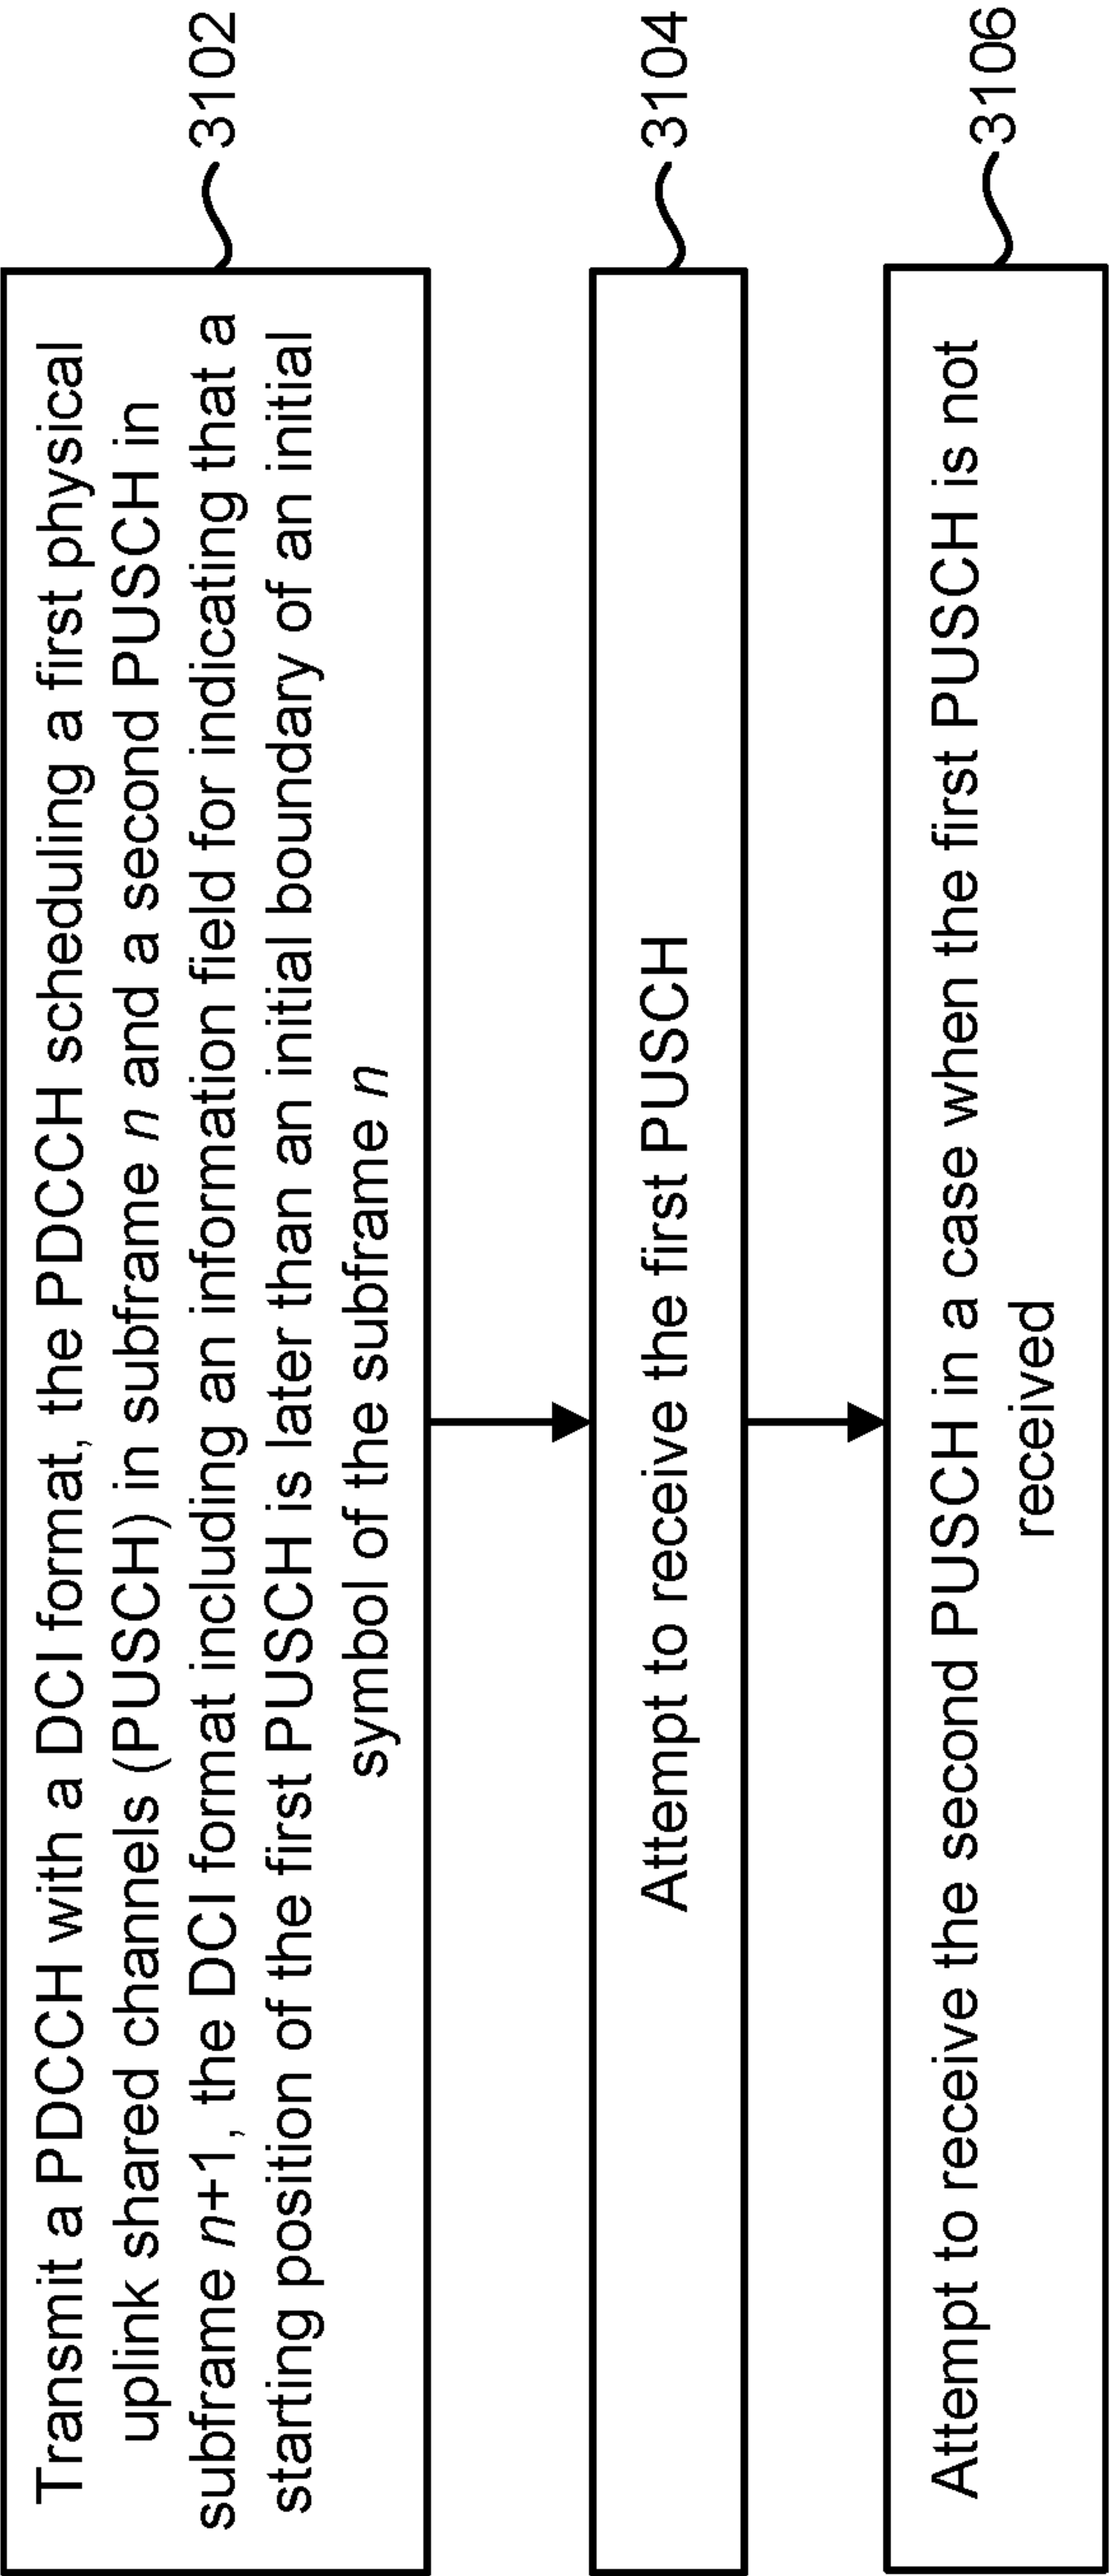 Transmit a PDCCH with a DCI format, the PDCCH scheduling a first physical
uplink shared channels (PUSCH) in subframe n and a second PUSCH in
subframe n+1, the DCI format including an information field for indicating that a
starting position of the first PUSCH is later than an initial boundary of an initial
symbol of the subframe n
3102
Attempt to receive the first PUSCH
3104
Attempt to receive the second PUSCH in a case when the first PUSCH is not
received
3106